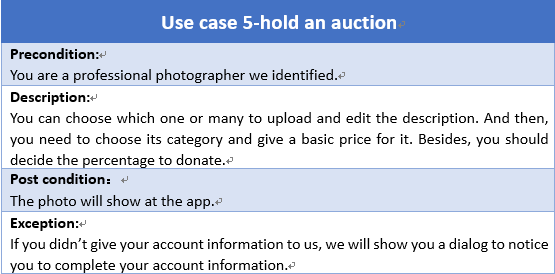 Use case 5-hold an auction
Precondition:
You are a professional photographer we identified.
Description:
You can choose which one or many to upload and edit the description. And then,
you need to choose its category and give a basic price for it. Besides, you should
decide the percentage to donate.
Post condition：
The photo will show at the app.
Exception:
If you didn’t give your account information to us, we will show you a dialog to notice
you to complete your account information.